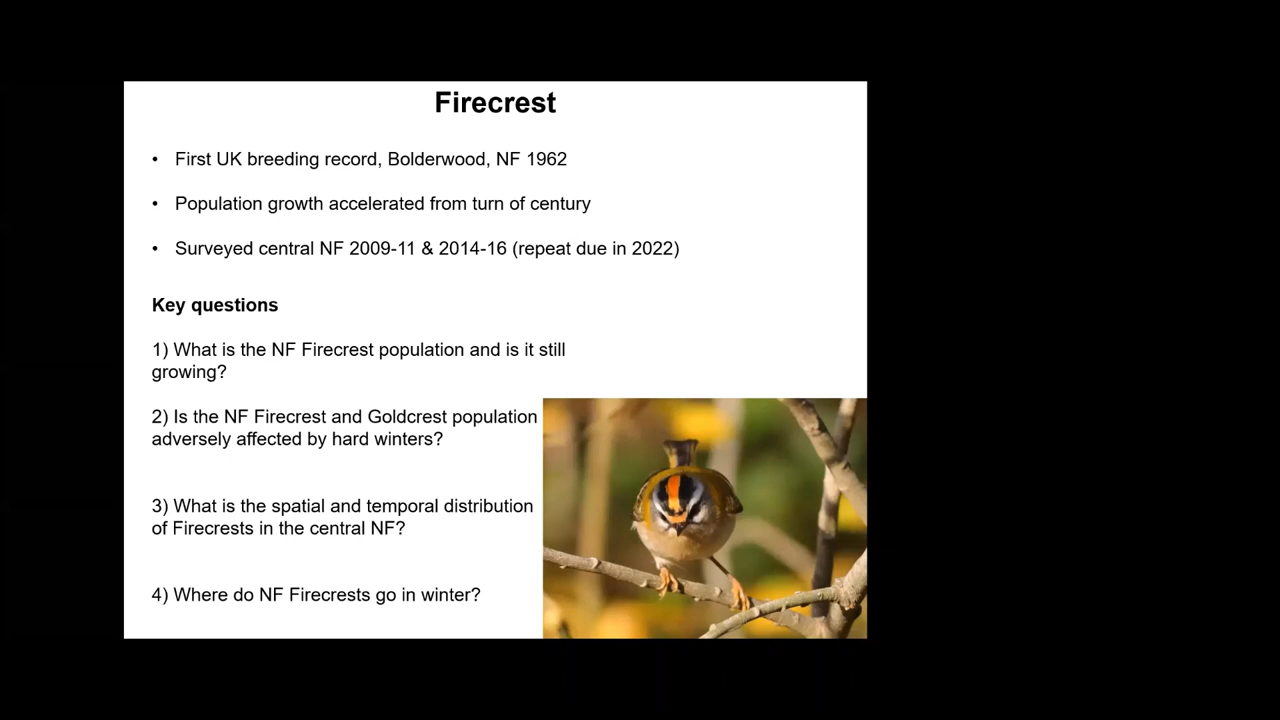 Firecrest
• First UK breeding record, Bolderwood, NF 1962
• Population growth accelerated from turn of century
• Surveyed central NF 2009-11 & 2014-16 (repeat due in 2022)
Key questions
1) What is the NF Firecrest population and is it still
growing?
2) Is the NF Firecrest and Goldcrest population
adversely affected by hard winters?
3) What is the spatial and temporal distribution
of Firecrests in the central NF?
4) Where do NF Firecrests go in winter?